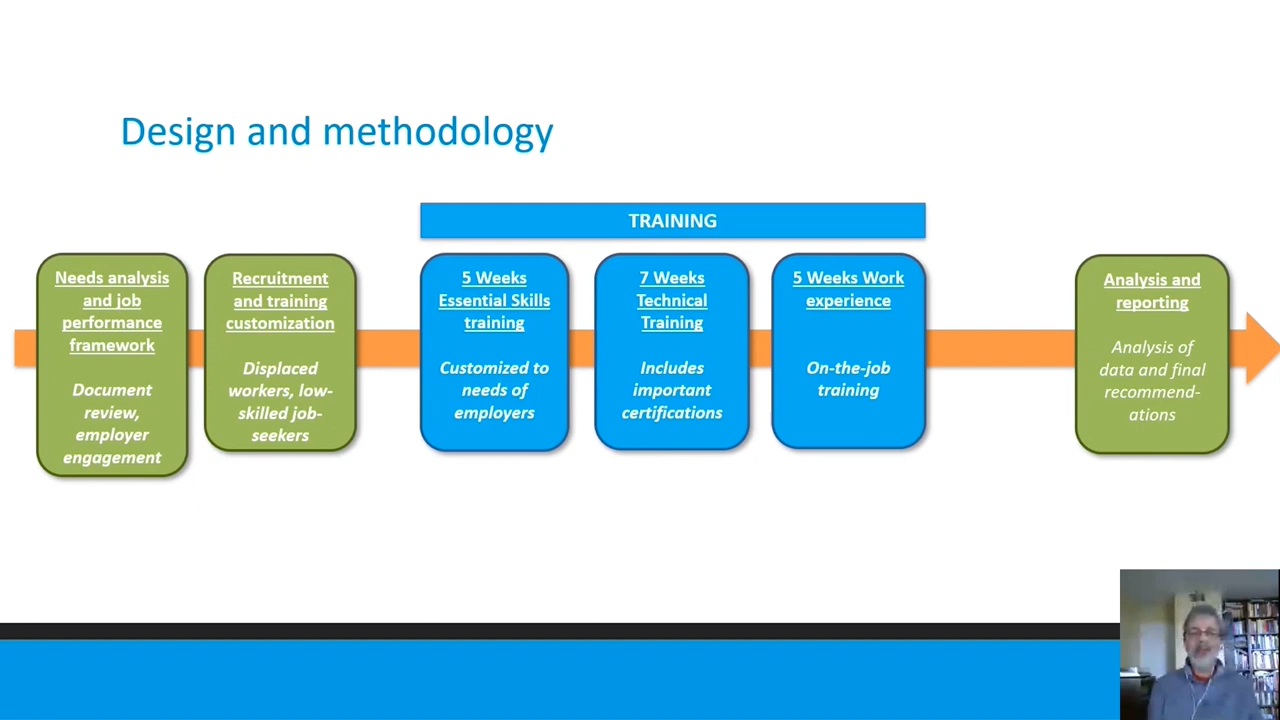 Design and methodology
TRAINING
Needs analysis
and job
performance
framework
Document
review,
employer
engagement
Recruitment
and training
customization
Displaced
workers, low-
skilled job-
seekers
5 Weeks
Essential Skills
training
Customized to
needs of
employers
7 Weeks
Technical
Training
Includes
important
certifications
5 Weeks Work
experience
On-the-job
training
Analysis and
reporting
Analysis of
data and final
recommend-
ations